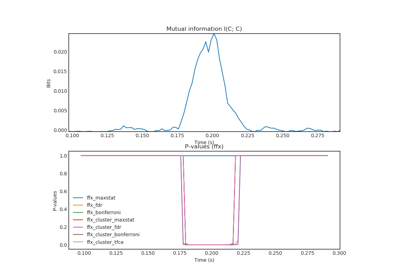 Mutual information I(C; C)
0.020
0.015
0.010
0.005
0.000
Bits
0.100 0.125 0.150 0.175 0.200 0.225 0.250 0.275 0.300
Time (s)
P-values (ffx)
1.0
0.8
0.6
0.4
0.2
0.0
P-values
ffx_maxstat
ffx_fdr
ffx_bonferroni
ffx_cluster_maxstat
ffx_cluster_fdr
ffx_cluster_bonferroni
ffx_cluster_tfce
0.100 0.125 0.150 0.175 0.200 0.225 0.250 0.275 0.300
Time (s)